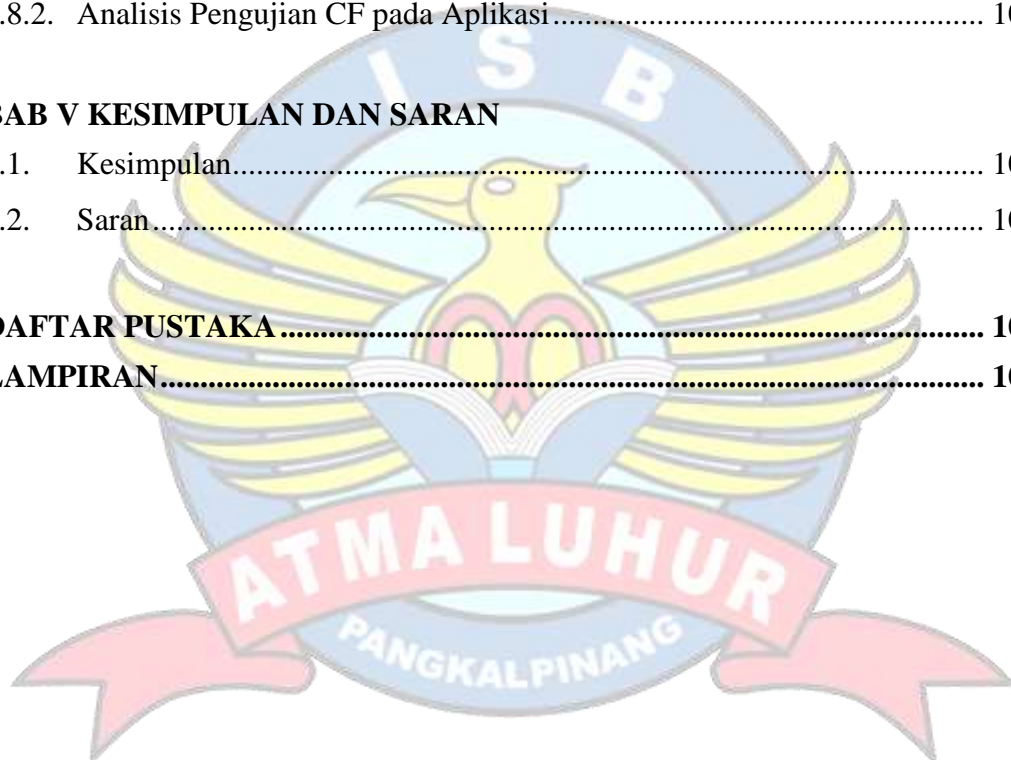 .8.2. Analisis Pengujian CF pada Aplikasi
BAB V KESIMPULAN DAN SARAN
.1. Kesimpulan
.2. Saran
DAFTAR PUSTAKA
LAMPIRAN
ISB
ATMA LUHUR
PANGKALPINANG